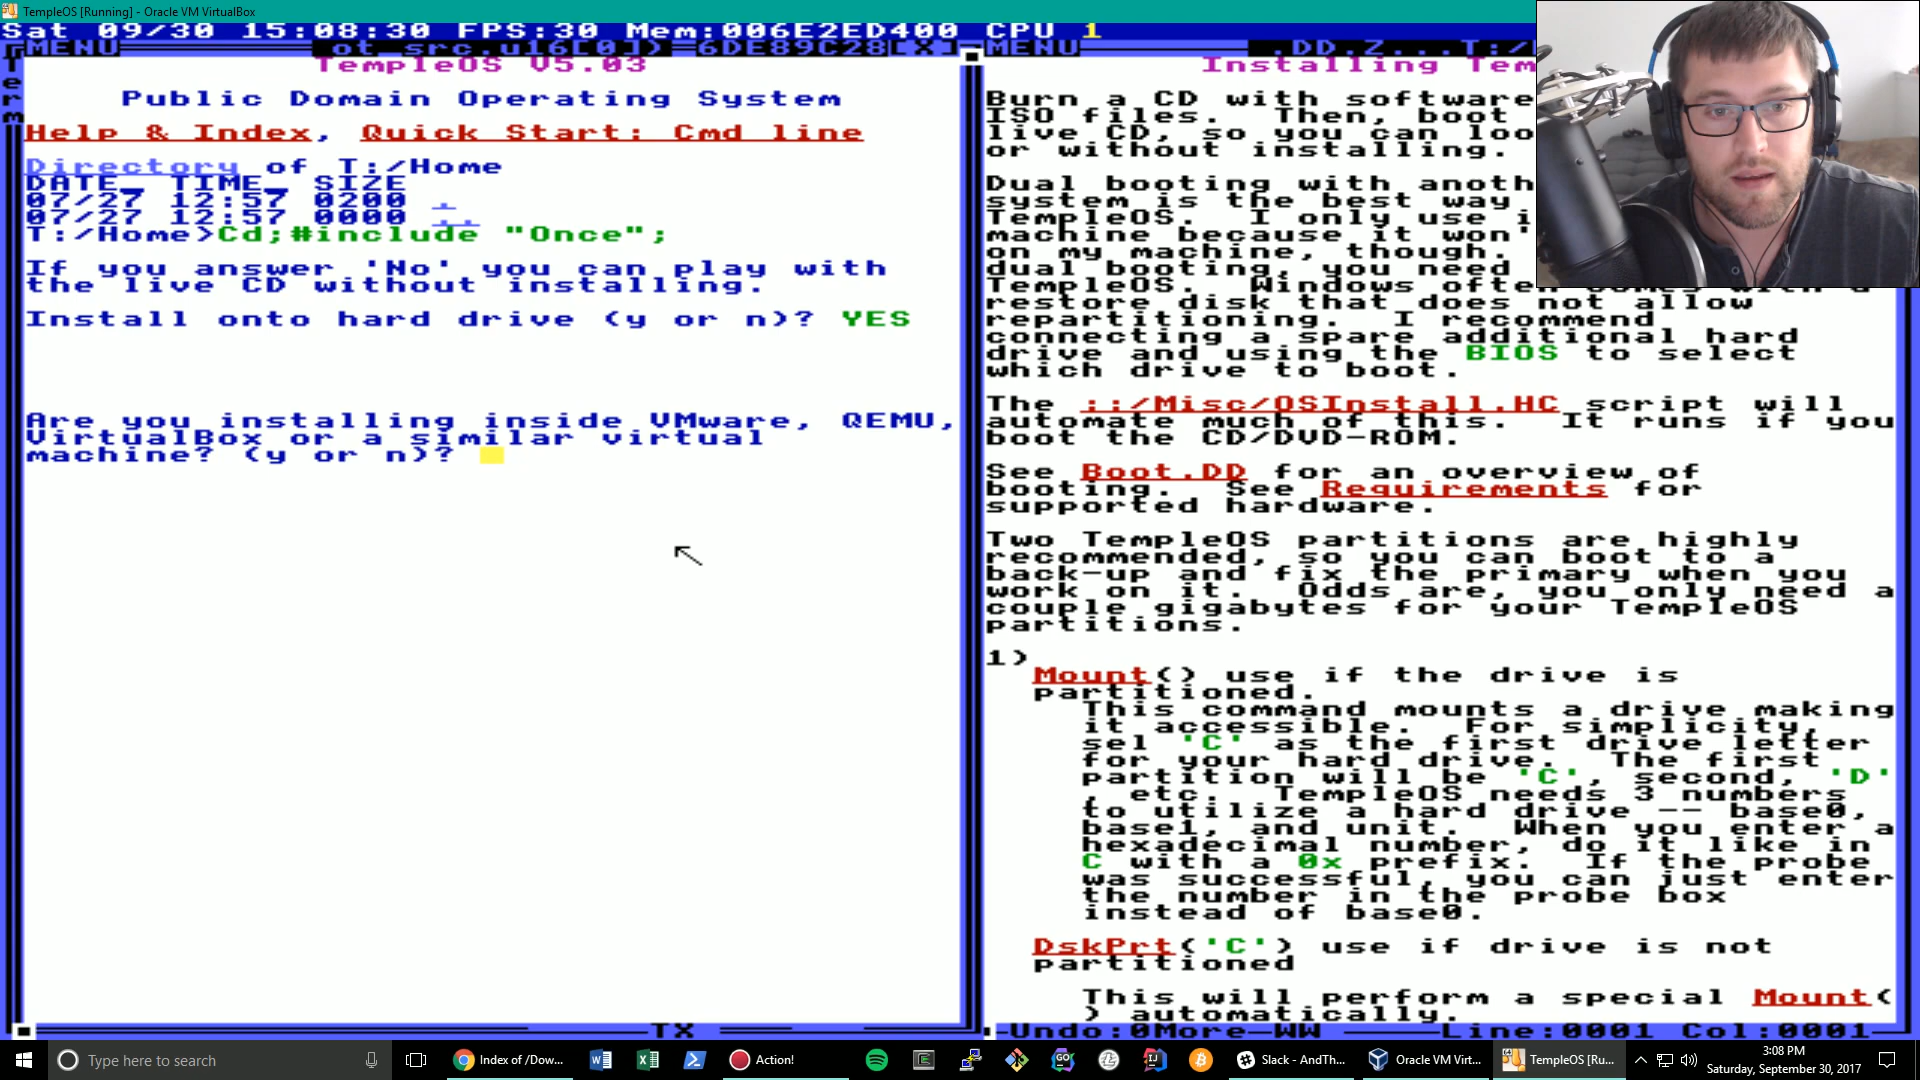 TempleOS [Running] - Oracle VM VirtualBox
Sat 09/30 15:08:30 FPS:30 Mem:006E2ED400 CPU 1
MENU
ot src.u16[0]) =6DE89C28[X]
MENU
.DD.Z...T:/
Term
TempleOS V5.03
Public Domain Operating System
Help & Index, Quick Start: Cmd line
Directory of T:/Home
DATE_ TIME_ SIZE
07/27 12:57 0200 .
07/27 12:57 0000 ..
T:/Home>Cd;#include "Once";
If you answer 'No' you can play with
the live CD without installing.
Install onto hard drive (y or n)? YES
Are you installing inside VMware, QEMU,
VirtualBox or a similar virtual
machine? (y or n)?
TX
Installing Tem
Burn a CD with software
ISO files. Then, boot
live CD, so you can loo
or without installing.
Dual booting with anoth
system is the best way
TempleOS. I only use i
machine because it won'
on my machine, though.
dual booting, you need
TempleOS. Windows often comes with a
restore disk that does not allow
repartitioning. I recommend
connecting a spare additional hard
drive and using the BIOS to select
which drive to boot.
The ::/Misc/OSInstall.HC script will
automate much of this. It runs if you
boot the CD/DVD-ROM.
See Boot.DD for an overview of
booting. See Requirements for
supported hardware.
Two TempleOS partitions are highly
recommended, so you can boot to a
back-up and fix the primary when you
work on it. Odds are, you only need a
couple gigabytes for your TempleOS
partitions.
1)
Mount() use if the drive is
partitioned.
This command mounts a drive making
it accessible. For simplicity,
sel 'C' as the first drive letter
for your hard drive. The first
partition will be 'C', second, 'D'
, etc. TempleOS needs 3 numbers
to utilize a hard drive -- base0,
base1, and unit. When you enter a
hexadecimal number, do it like in
C with a 0x prefix. If the probe
was successful, you can just enter
the number in the probe box
instead of base0.
DskPrt('C') use if drive is not
partitioned
This will perform a special Mount(
) automatically.
Undo:0More-WW Line:0001 Col:0001
Type here to search
Index of /Dow...
Action!
Slack - AndTh...
Oracle VM Virt...
TempleOS [Ru...
3:08 PM
Saturday, September 30, 2017